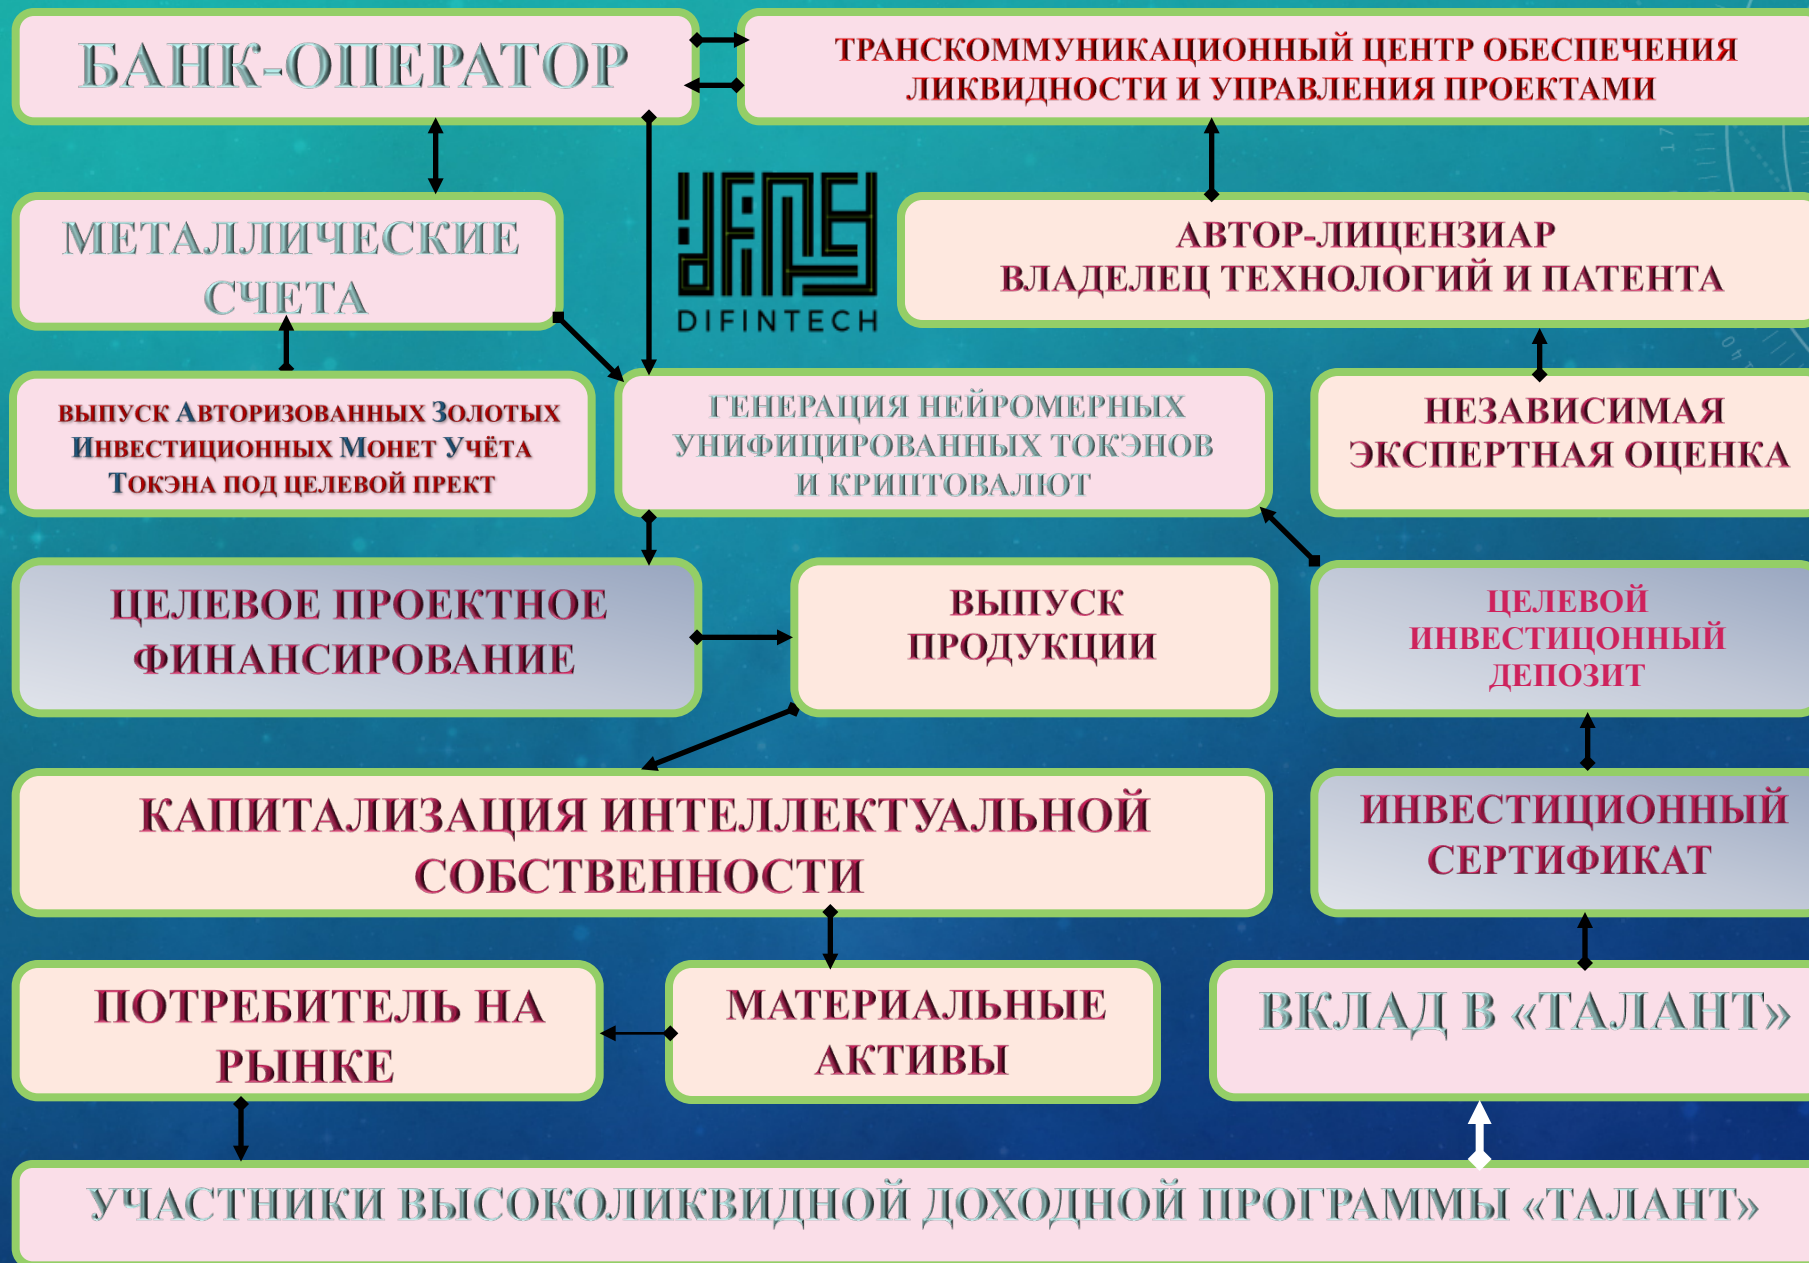 БАНК-ОПЕРАТОР
ТРАНСКОММУНИКАЦИОННЫЙ ЦЕНТР ОБЕСПЕЧЕНИЯ
ЛИКВИДНОСТИ И УПРАВЛЕНИЯ ПРОЕКТАМИ
МЕТАЛЛИЧЕСКИЕ
СЧЕТА
DIFINTECH
АВТОР-ЛИЦЕНЗИАР
ВЛАДЕЛЕЦ ТЕХНОЛОГИЙ И ПАТЕНТА
17
40
ВЫПУСК АВТОРИЗОВАННЫХ ЗОЛОТЫХ
ИНВЕСТИЦИОННЫХ МОНЕТ УЧЁТА
ТОКЭНА ПОД ЦЕЛЕВОЙ ПРЕКТ
ГЕНЕРАЦИЯ НЕЙРОМЕРНЫХ
УНИФИЦИРОВАННЫХ ТОКЭНОВ
И КРИПТОВАЛЮТ
НЕЗАВИСИМАЯ
ЭКСПЕРТНАЯ ОЦЕНКА
ЦЕЛЕВОЕ ПРОЕКТНОЕ
ФИНАНСИРОВАНИЕ
ВЫПУСК
ПРОДУКЦИИ
ЦЕЛЕВОЙ
ИНВЕСТИЦОННЫЙ
ДЕПОЗИТ
КАПИТАЛИЗАЦИЯ ИНТЕЛЛЕКТУАЛЬНОЙ
СОБСТВЕННОСТИ
ИНВЕСТИЦИОННЫЙ
СЕРТИФИКАТ
ПОТРЕБИТЕЛЬ НА
РЫНКЕ
МАТЕРИАЛЬНЫЕ
АКТИВЫ
ВКЛАД В «ТАЛАНТ»
УЧАСТНИКИ ВЫСОКОЛИКВИДНОЙ ДОХОДНОЙ ПРОГРАММЫ «ТАЛАНТ»